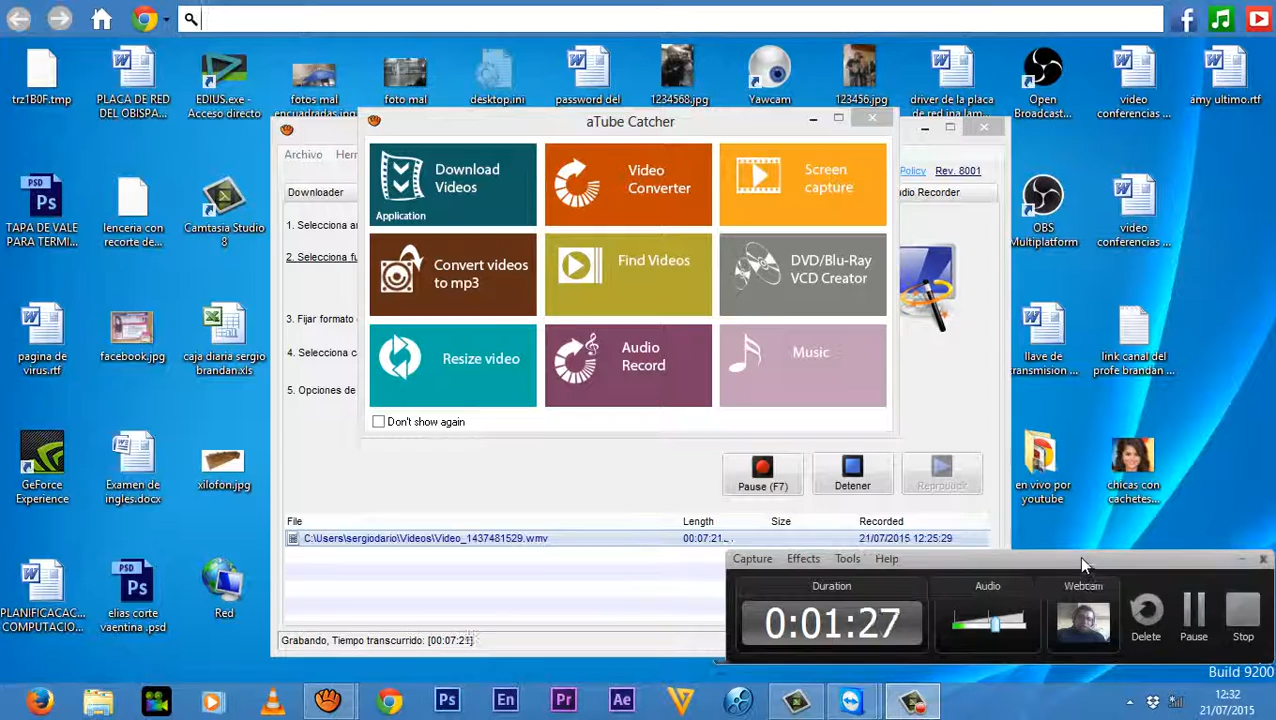 trz1B0F.tmp
PLACA DE RED
DEL OBISPA...
EDIUS.exe -
Acceso directo
fotos mal
encuadradas.jpg
foto mal
desktop.ini
password del
1234568.jpg
Yawcam
123456.jpg
driver de la placa
de red ina lam...
Open
Broadcast...
video
conferencias ...
amy ultimo.rtf
aTube Catcher
Archivo
Policy
Rev. 8001
Downloader
Download
Videos
Application
Video
Converter
Screen
capture
PSD
Ps
TAPA DE VALE
PARA TERMI...
lenceria con
recorte de...
Camtasia Studio
8
1. Selecciona
2. Selecciona
Convert videos
to mp3
Find Videos
DVD/Blu-Ray
VCD Creator
OBS
Multiplatform
video
conferencias ...
3. Fijar formato
4. Selecciona
5. Opciones de
Resize video
Audio
Record
Music
Don't show again
pagina de
virus.rtf
facebook.jpg
caja diaria sergio
brandan.xls
llave de
transmision ...
link canal del
profe brandan ...
GeForce
Experience
Examen de
ingles.docx
xilofon.jpg
Pause (F7)
Detener
en vivo por
youtube
chicas con
cachetes...
File
Length
Size
Recorded
C:\Users\sergiodario\Videos\Video_1437481529.wmv
21/07/2015 12:25:29
Capture
Effects
Tools
Help
Duration
Audio
Webcam
0:01:27
Delete
Pause
Stop
PLANIFICACAC...
COMPUTACIO...
PSD
Ps
elias corte
vaentina .psd
Red
Grabando, Tiempo transcurrido: [00:07:21]
Build 9200
Ps
En
Pr
Ae
12:32
21/07/2015